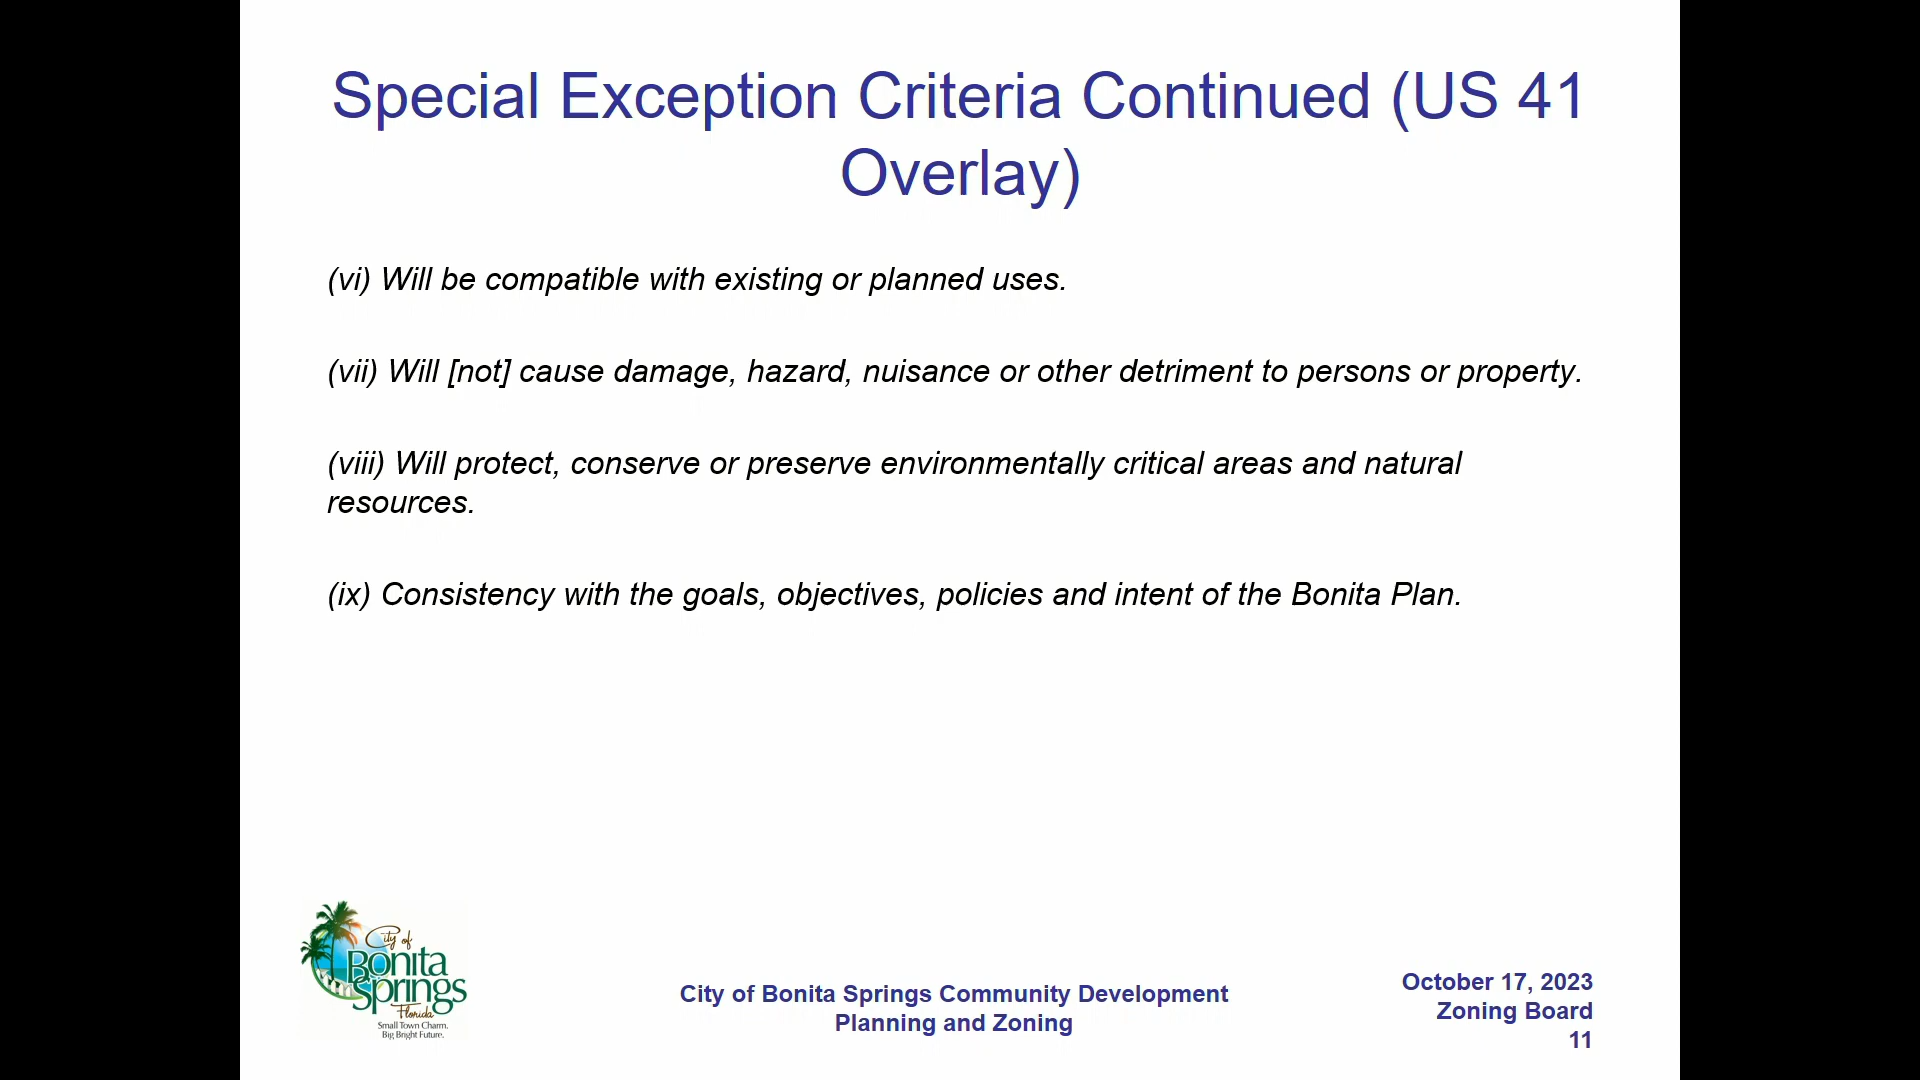 Special Exception Criteria Continued (US 41
Overlay)
(vi) Will be compatible with existing or planned uses.
(vii) Will [not] cause damage, hazard, nuisance or other detriment to persons or property.
(viii) Will protect, conserve or preserve environmentally critical areas and natural
resources.
(ix) Consistency with the goals, objectives, policies and intent of the Bonita Plan.
City of
Bonita
Springs
Florida
Small Town Charm.
Big Bright Future.
City of Bonita Springs Community Development
Planning and Zoning
October 17, 2023
Zoning Board
11